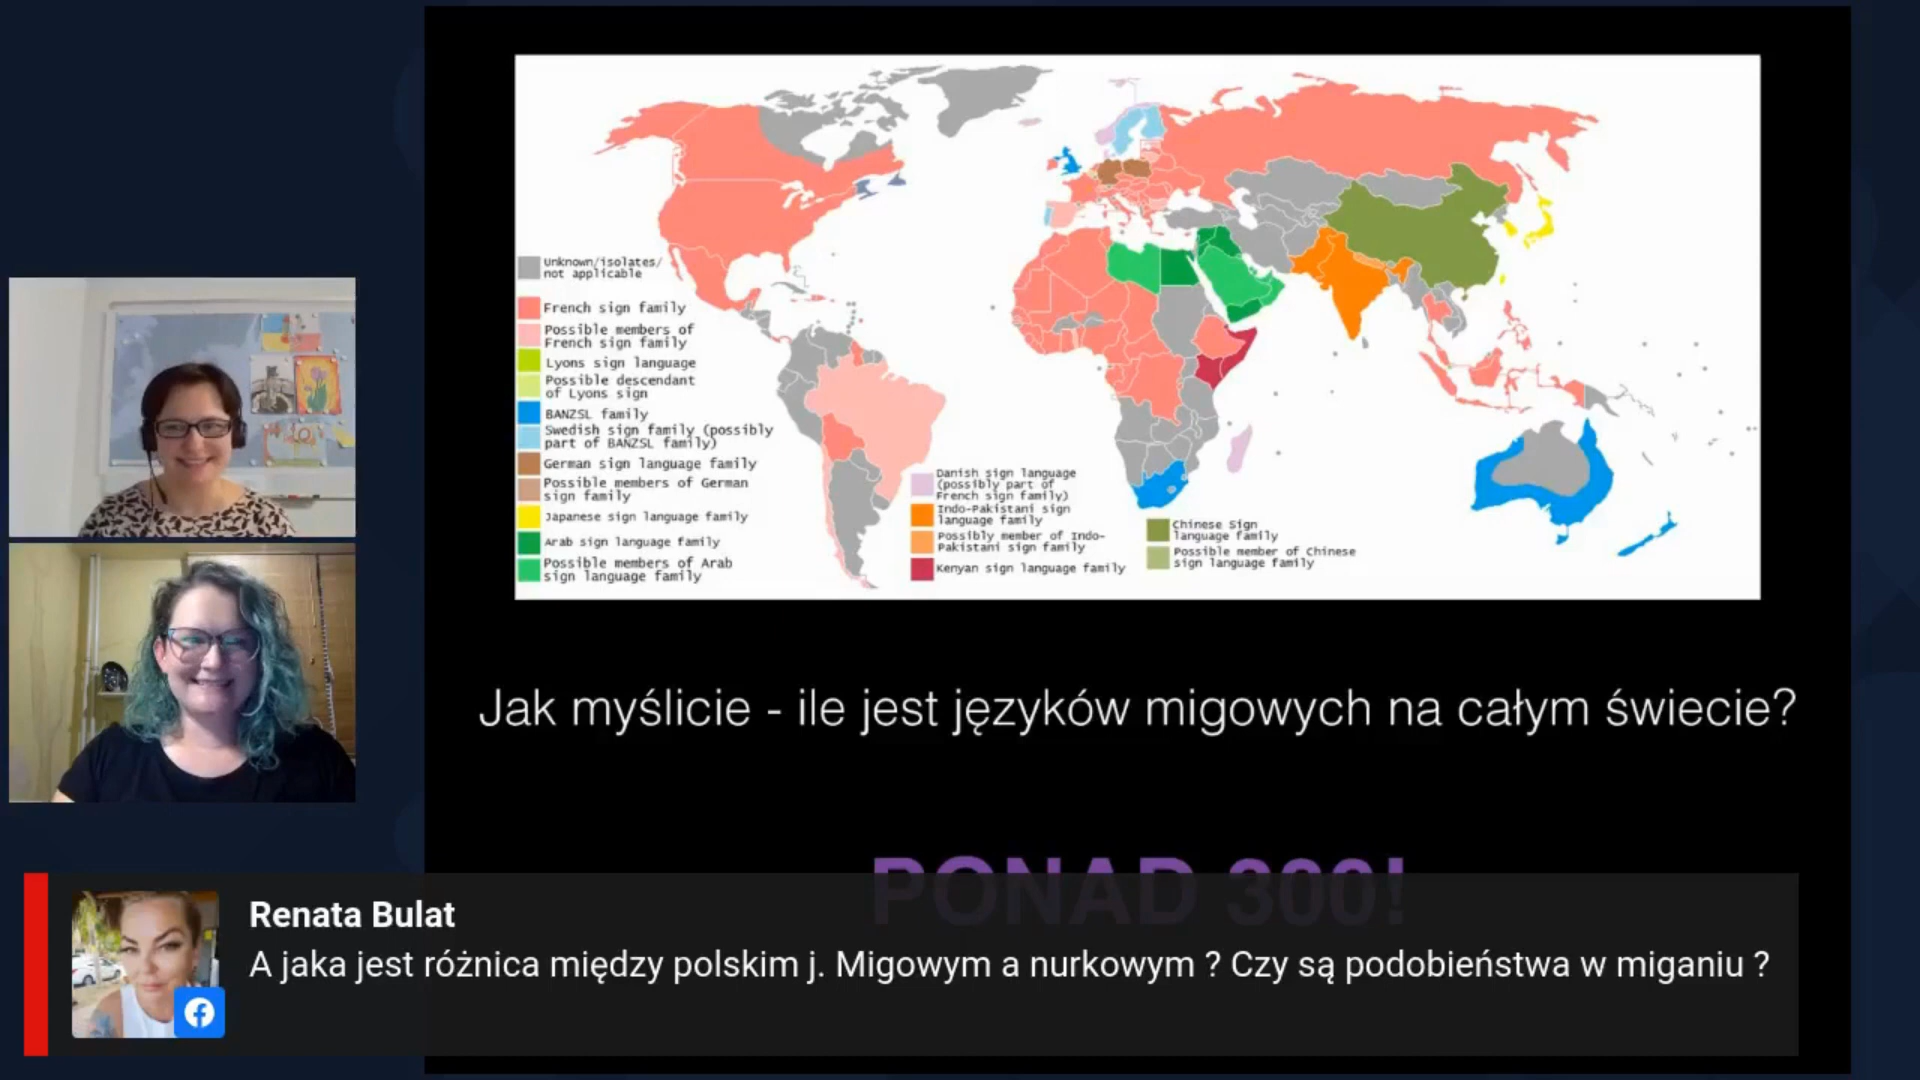 Unknown/isolates/
not applicable
French sign family
Possible members of
French sign family
Lyons sign language
Possible descendant
of Lyons sign
BANZSL family
Swedish sign family (possibly
part of BANZSL family)
German sign language family
Possible members of German
sign family
Japanese sign language family
Arab sign language family
Possible members of Arab
sign language family
Danish sign language
(possibly part of
French sign family)
Indo-Pakistani sign
language family
Possibly member of Indo-
Pakistani sign family
Kenyan sign language family
Chinese Sign
language family
Possible member of Chinese
sign language family
Jak myślicie - ile jest języków migowych na całym świecie?
PONAD 300!
Renata Bulat
A jaka jest różnica między polskim j. Migowym a nurkowym ? Czy są podobieństwa w miganiu ?